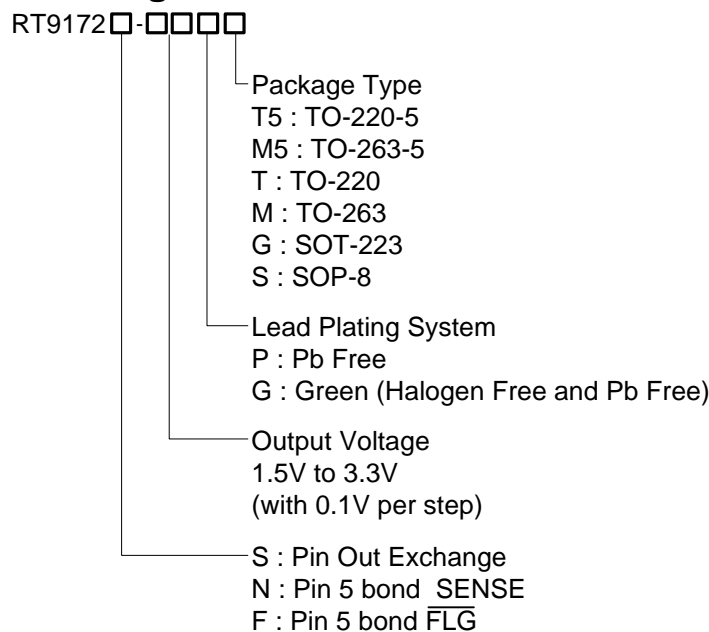 RT9172□-□□□□
Package Type
T5 : TO-220-5
M5 : TO-263-5
T : TO-220
M : TO-263
G : SOT-223
S : SOP-8
Lead Plating System
P : Pb Free
G : Green (Halogen Free and Pb Free)
Output Voltage
1.5V to 3.3V
(with 0.1V per step)
S : Pin Out Exchange
N : Pin 5 bond SENSE
F : Pin 5 bond F̅L̅G̅